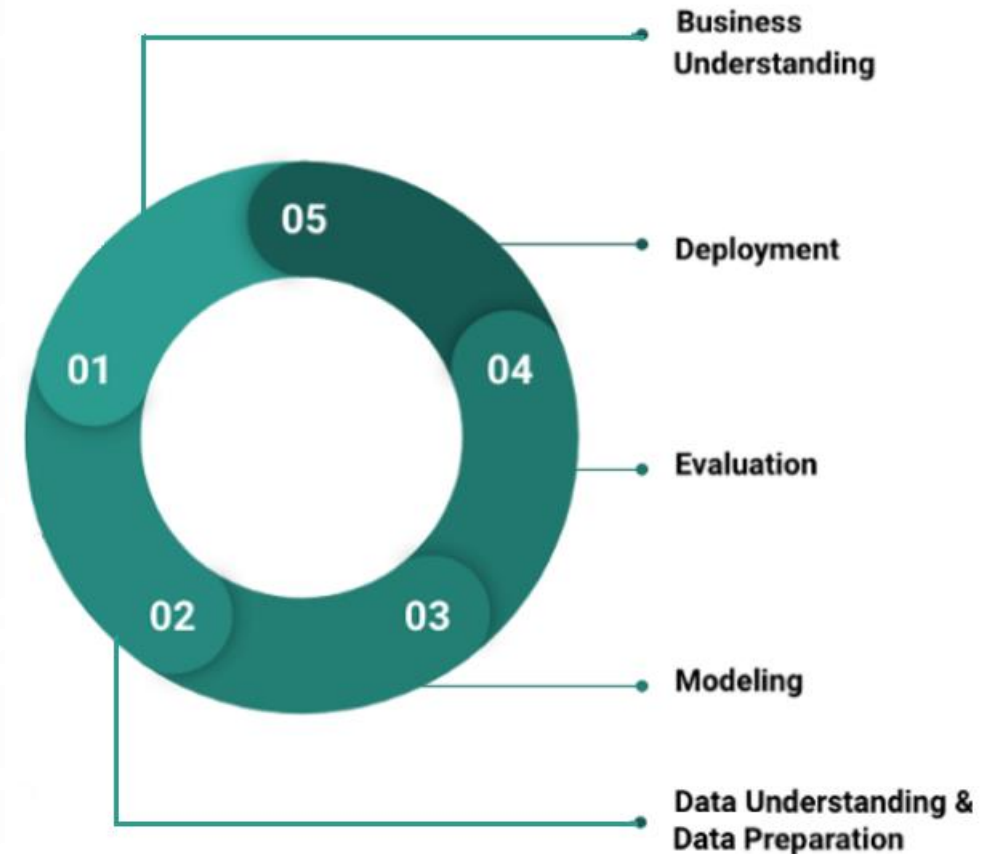 Business
Understanding
05
Deployment
01
04
Evaluation
02
03
Modeling
Data Understanding &
Data Preparation